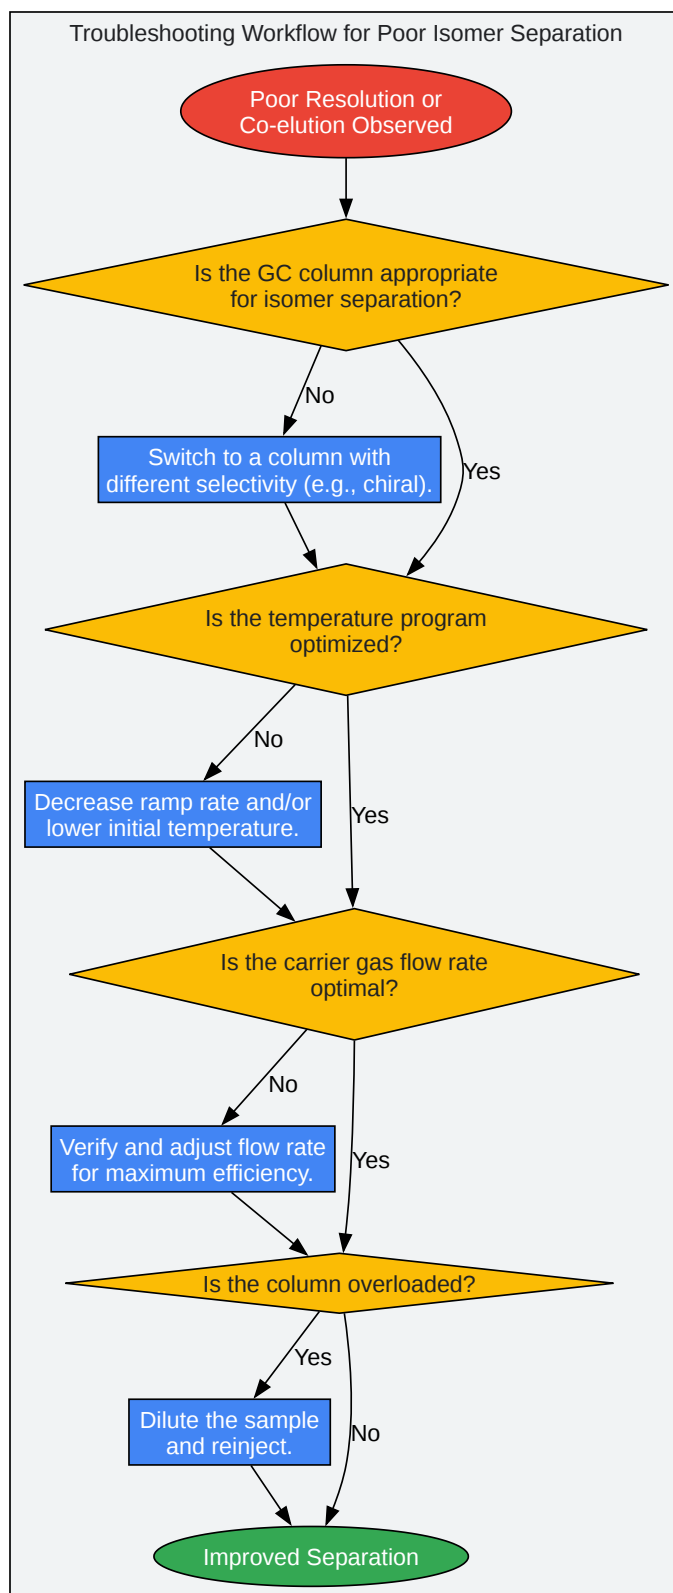 Troubleshooting Workflow for Poor Isomer Separation
Poor Resolution or
Co-elution Observed
Is the GC column appropriate
for isomer separation?
No
Yes
Switch to a column with
different selectivity (e.g., chiral).
Is the temperature program
optimized?
No
Yes
Decrease ramp rate and/or
lower initial temperature.
Is the carrier gas flow rate
optimal?
No
Yes
Verify and adjust flow rate
for maximum efficiency.
Is the column overloaded?
Yes
No
Dilute the sample
and reinject.
Improved Separation